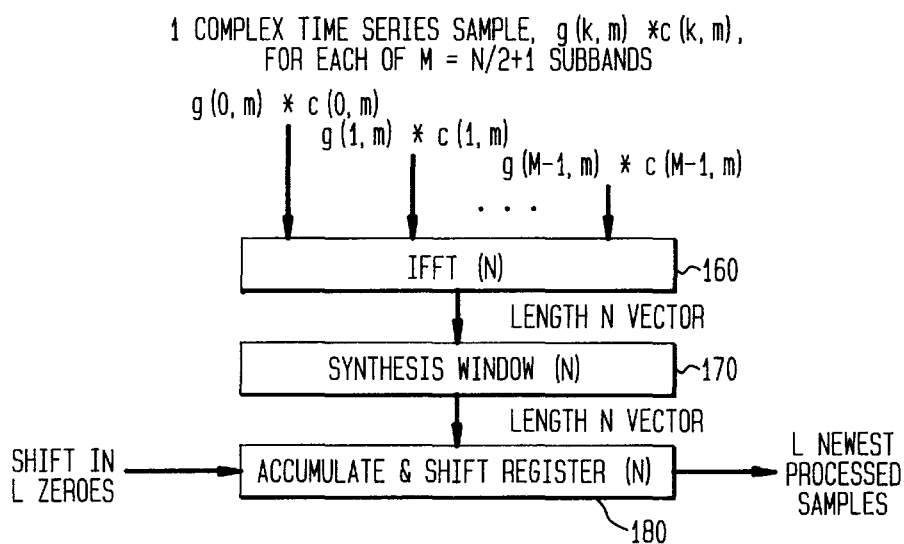 1 COMPLEX TIME SERIES SAMPLE, g(k,m) *c(k,m),
FOR EACH OF M = N/2+1 SUBBANDS
g(0,m) * c(0,m)
g(1,m) * c(1,m)
g(M-1,m) * c(M-1,m)
. . .
IFFT (N)
160
LENGTH N VECTOR
SYNTHESIS WINDOW (N)
170
LENGTH N VECTOR
SHIFT IN
L ZEROES
ACCUMULATE & SHIFT REGISTER (N)
L NEWEST
PROCESSED
SAMPLES
180